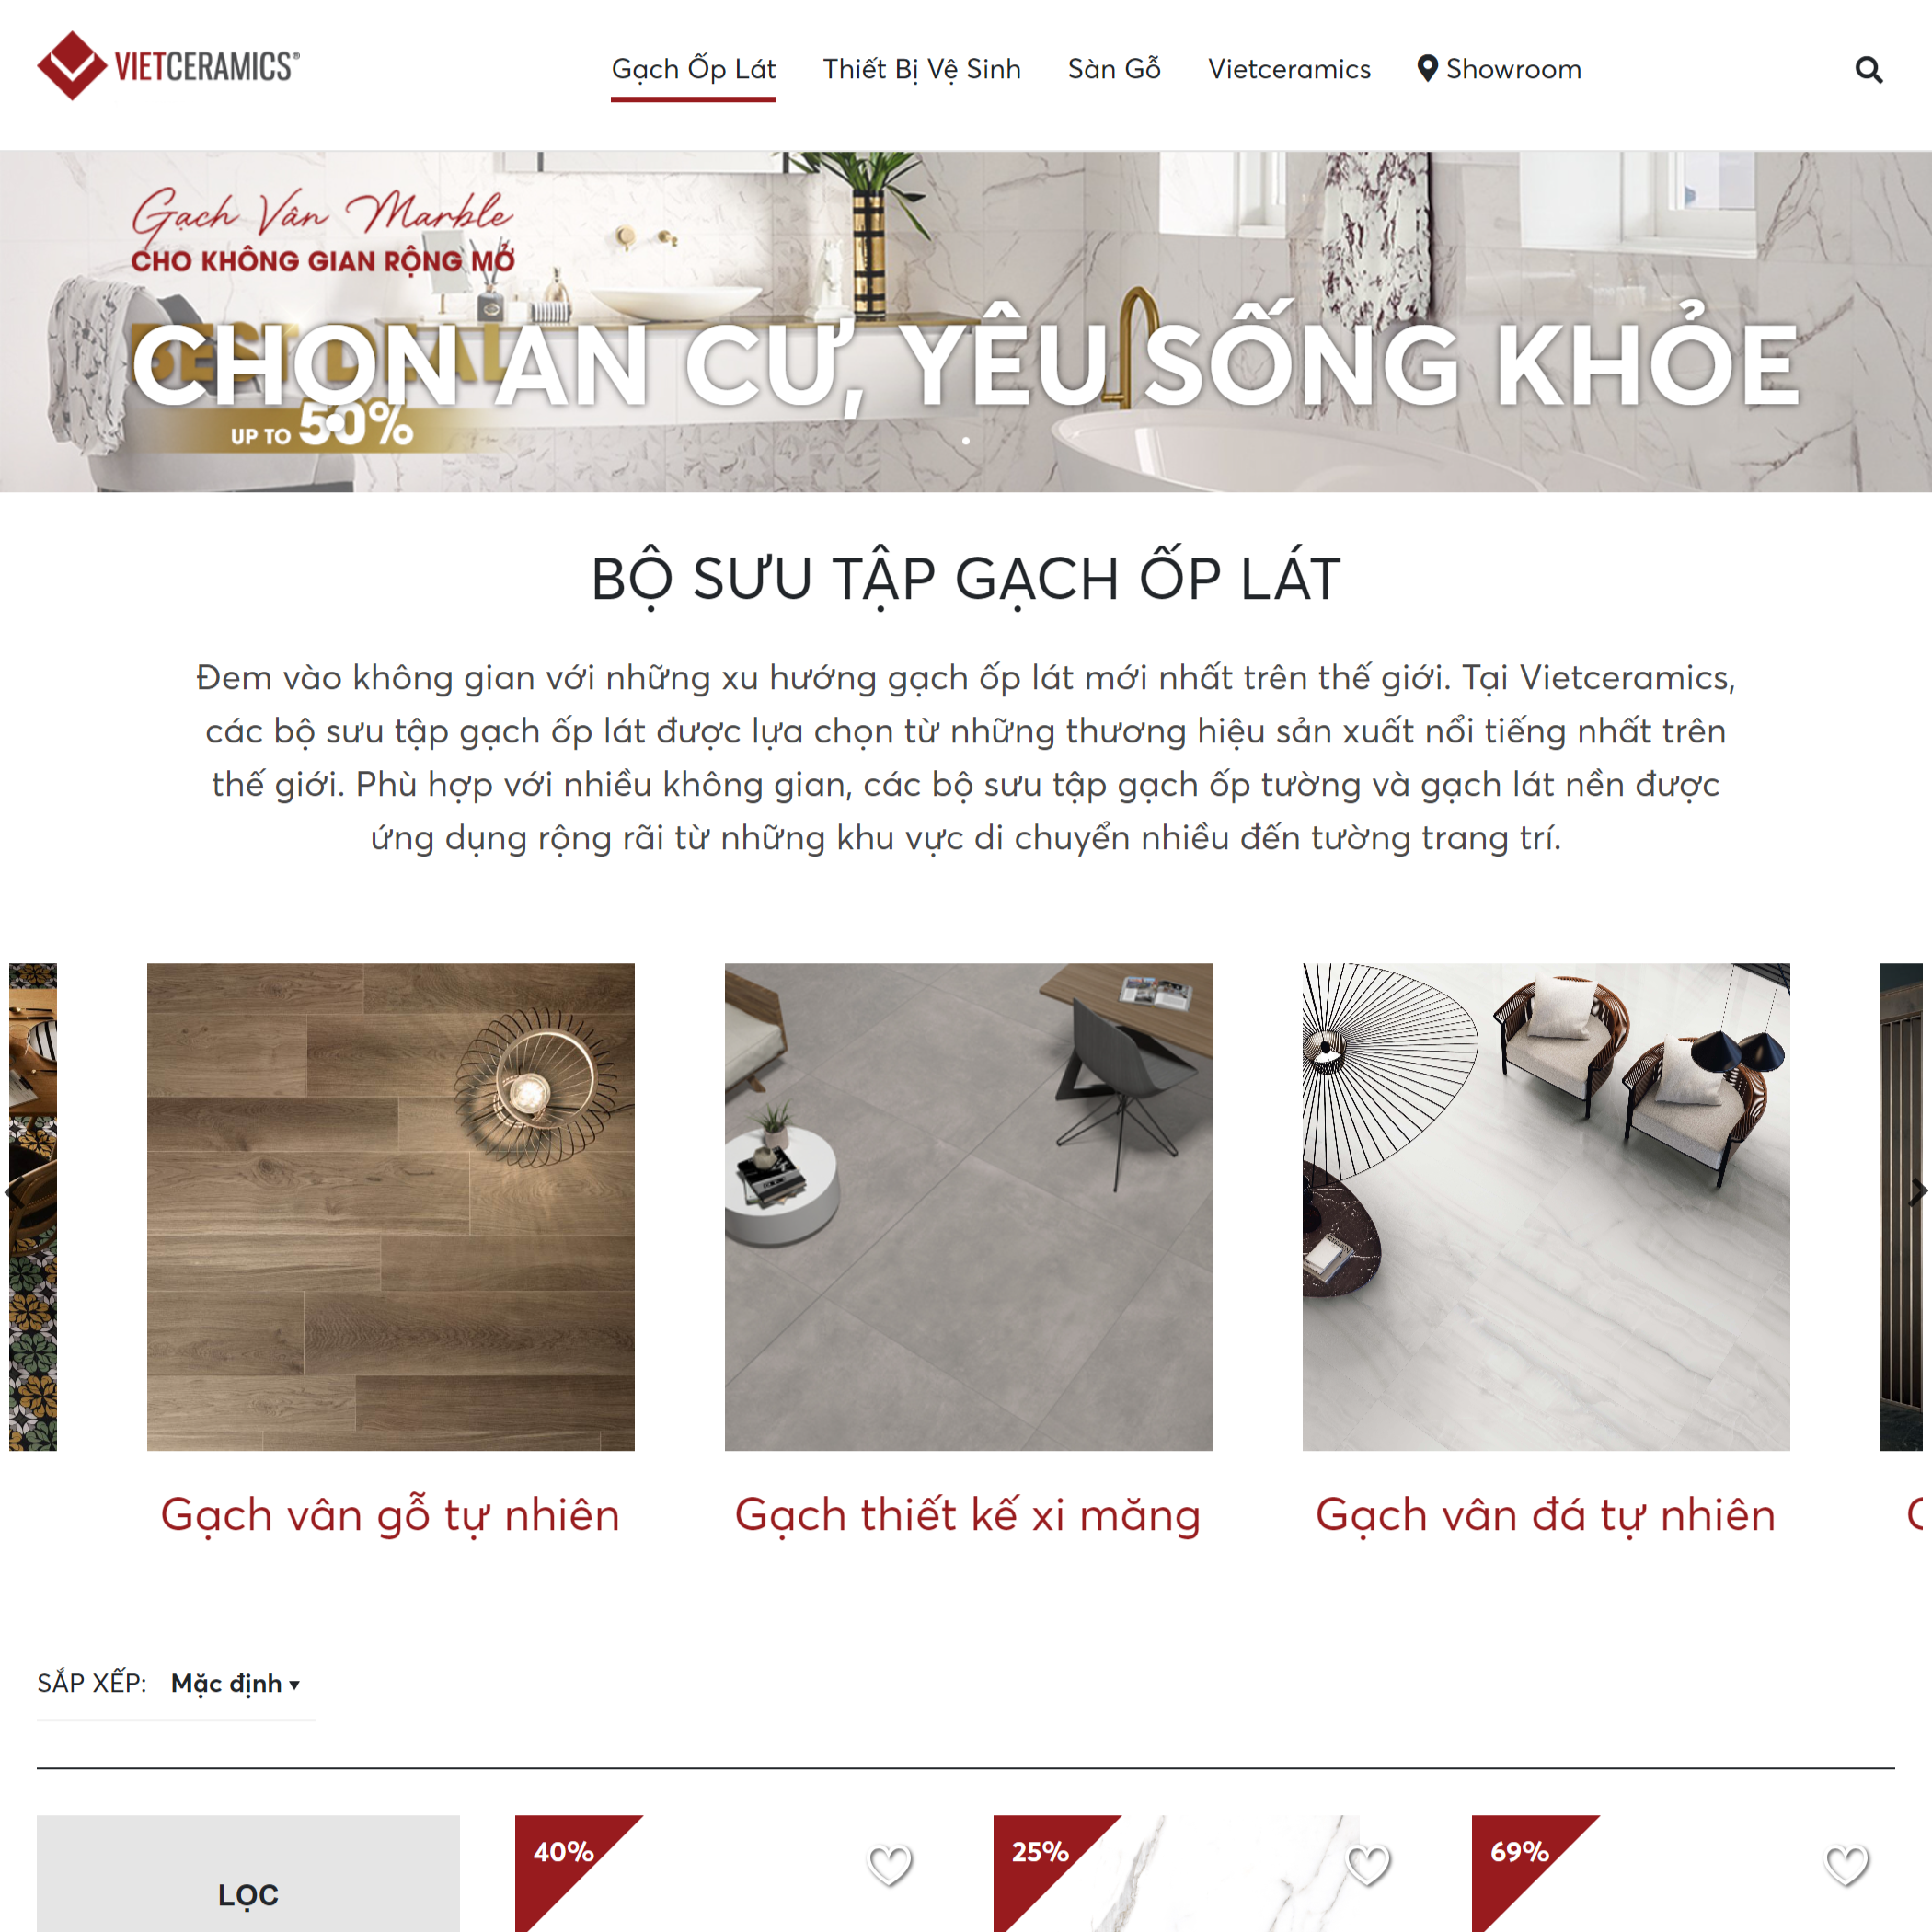 VIETCERAMICS®
Gạch Ốp Lát
Thiết Bị Vệ Sinh
Sàn Gỗ
Vietceramics
Showroom
Gạch Vân Marble
CHO KHÔNG GIAN RỘNG MỞ
BEST DEAL
CHỌN AN CƯ, YÊU SỐNG KHỎE
UP TO 50%
BỘ SƯU TẬP GẠCH ỐP LÁT
Đem vào không gian với những xu hướng gạch ốp lát mới nhất trên thế giới. Tại Vietceramics,
các bộ sưu tập gạch ốp lát được lựa chọn từ những thương hiệu sản xuất nổi tiếng nhất trên
thế giới. Phù hợp với nhiều không gian, các bộ sưu tập gạch ốp tường và gạch lát nền được
ứng dụng rộng rãi từ những khu vực di chuyển nhiều đến tường trang trí.
Gạch vân gỗ tự nhiên
Gạch thiết kế xi măng
Gạch vân đá tự nhiên
SẮP XẾP: Mặc định
LỌC
40%
25%
69%